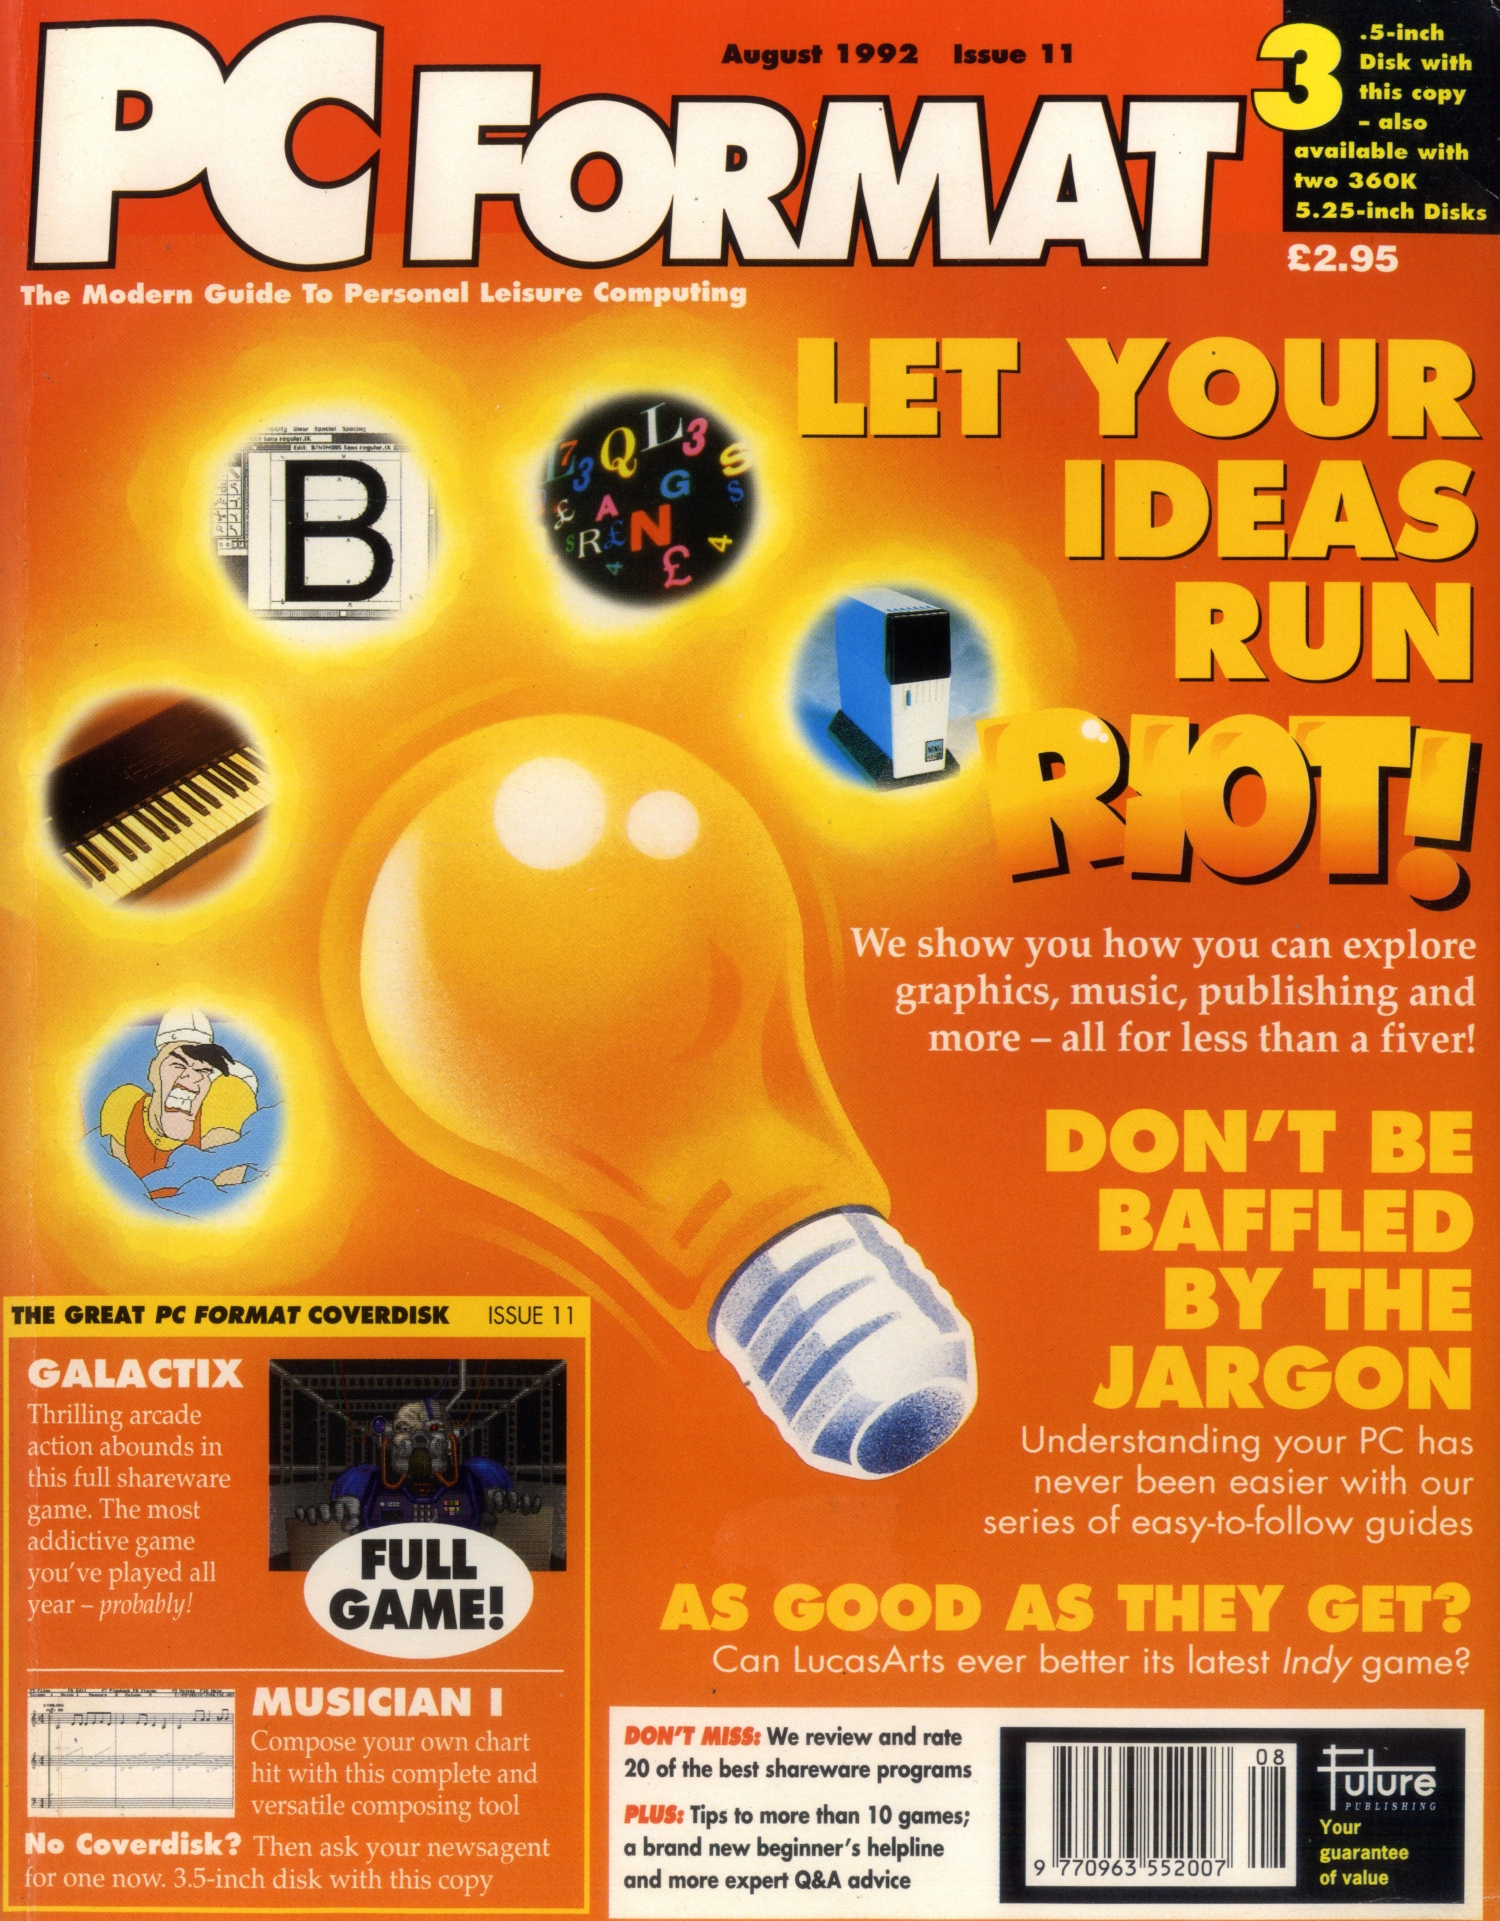 August 1992 Issue 11
PC FORMAT
3.5-inch
Disk with
this copy
– also
available with
two 360K
5.25-inch Disks
£2.95
The Modern Guide To Personal Leisure Computing
LET YOUR
IDEAS
RUN
RIOT!
We show you how you can explore
graphics, music, publishing and
more – all for less than a fiver!
B
DON'T BE
BAFFLED
BY THE
JARGON
Understanding your PC has
never been easier with our
series of easy-to-follow guides
AS GOOD AS THEY GET?
Can LucasArts ever better its latest Indy game?
THE GREAT PC FORMAT COVERDISK ISSUE 11
GALACTIX
Thrilling arcade
action abounds in
this full shareware
game. The most
addictive game
you've played all
year – probably!
FULL
GAME!
MUSICIAN I
Compose your own chart
hit with this complete and
versatile composing tool
No Coverdisk? Then ask your newsagent
for one now. 3.5-inch disk with this copy
DON'T MISS: We review and rate
20 of the best shareware programs
PLUS: Tips to more than 10 games;
a brand new beginner's helpline
and more expert Q&A advice
08
9 770963 552007
Future
PUBLISHING
Your
guarantee
of value